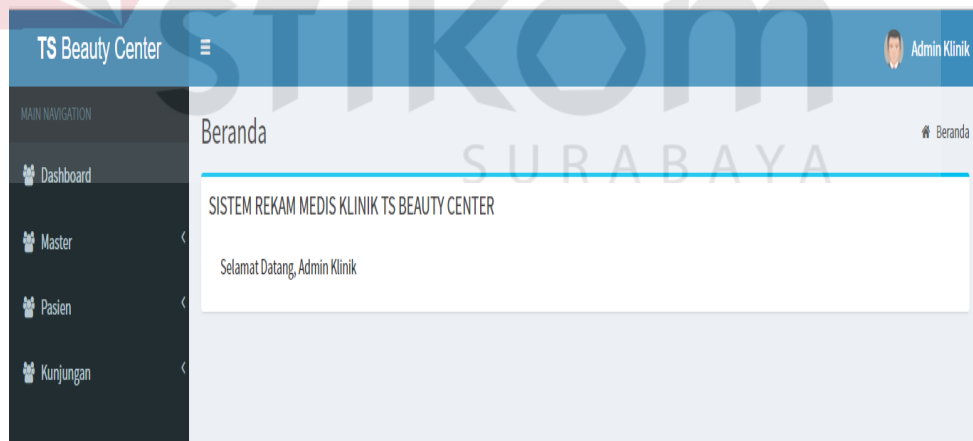 STIKOM
SURABAYA
TS Beauty Center
Admin Klinik
MAIN NAVIGATION
Beranda
Beranda
Dashboard
SISTEM REKAM MEDIS KLINIK TS BEAUTY CENTER
Master
Selamat Datang, Admin Klinik
Pasien
Kunjungan